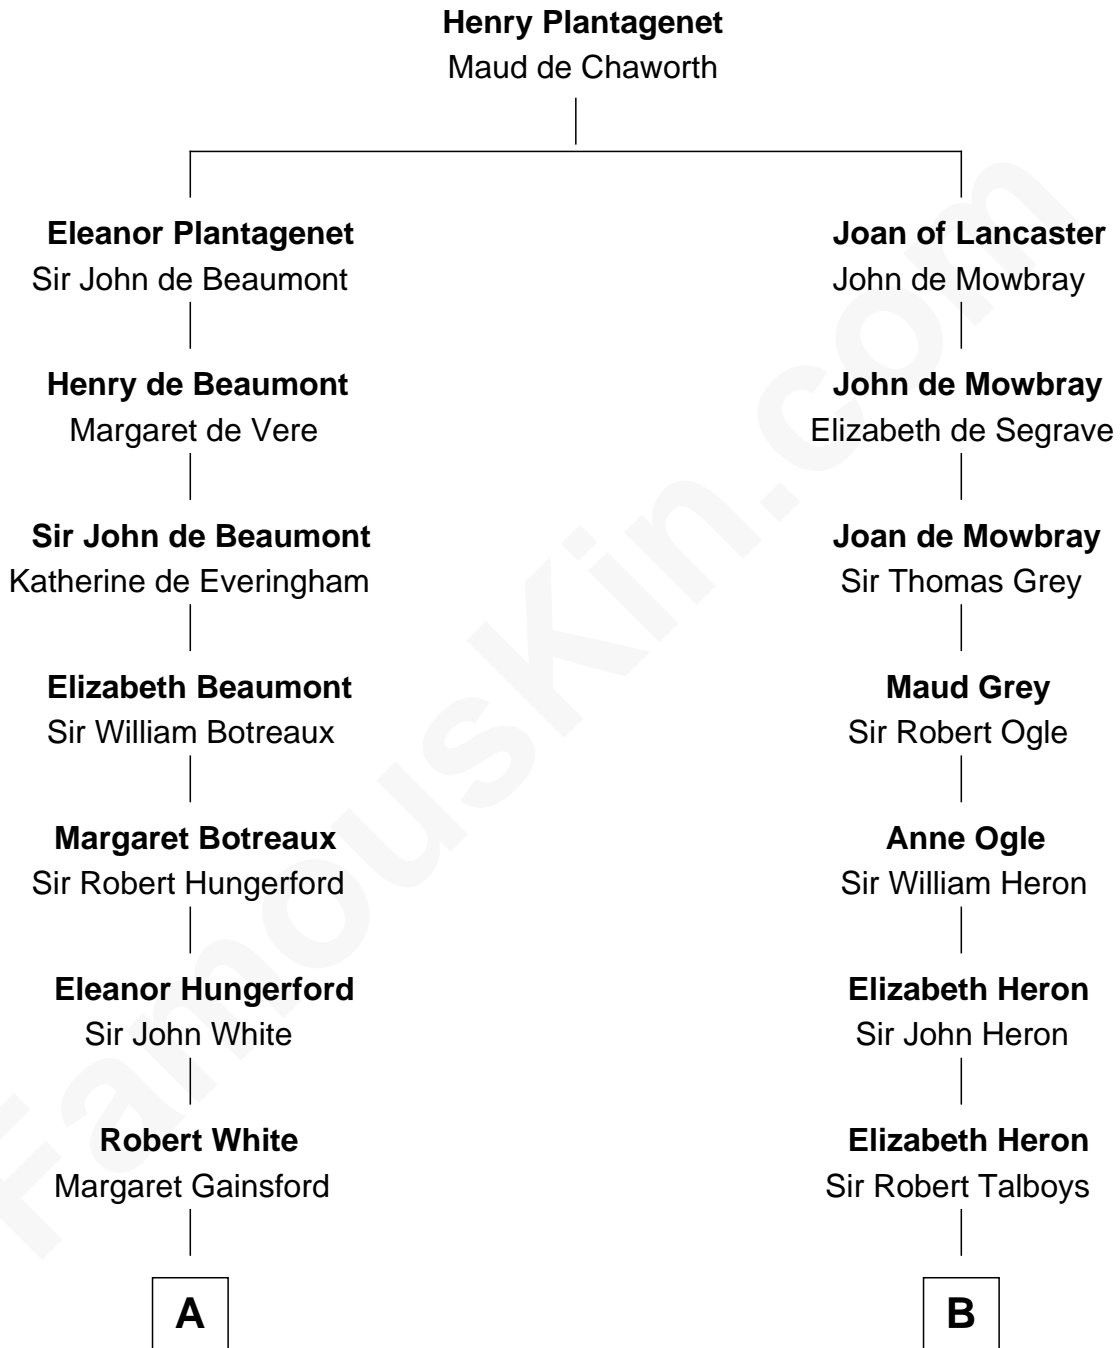 Henry Plantagenet
Maud de Chaworth
Eleanor Plantagenet
Sir John de Beaumont
Joan of Lancaster
John de Mowbray
Henry de Beaumont
Margaret de Vere
John de Mowbray
Elizabeth de Segrave
Sir John de Beaumont
Katherine de Everingham
Joan de Mowbray
Sir Thomas Grey
Elizabeth Beaumont
Sir William Botreaux
Maud Grey
Sir Robert Ogle
Margaret Botreaux
Sir Robert Hungerford
Anne Ogle
Sir William Heron
Eleanor Hungerford
Sir John White
Elizabeth Heron
Sir John Heron
Robert White
Margaret Gainsford
Elizabeth Heron
Sir Robert Talboys
A
B
FamousKin.com